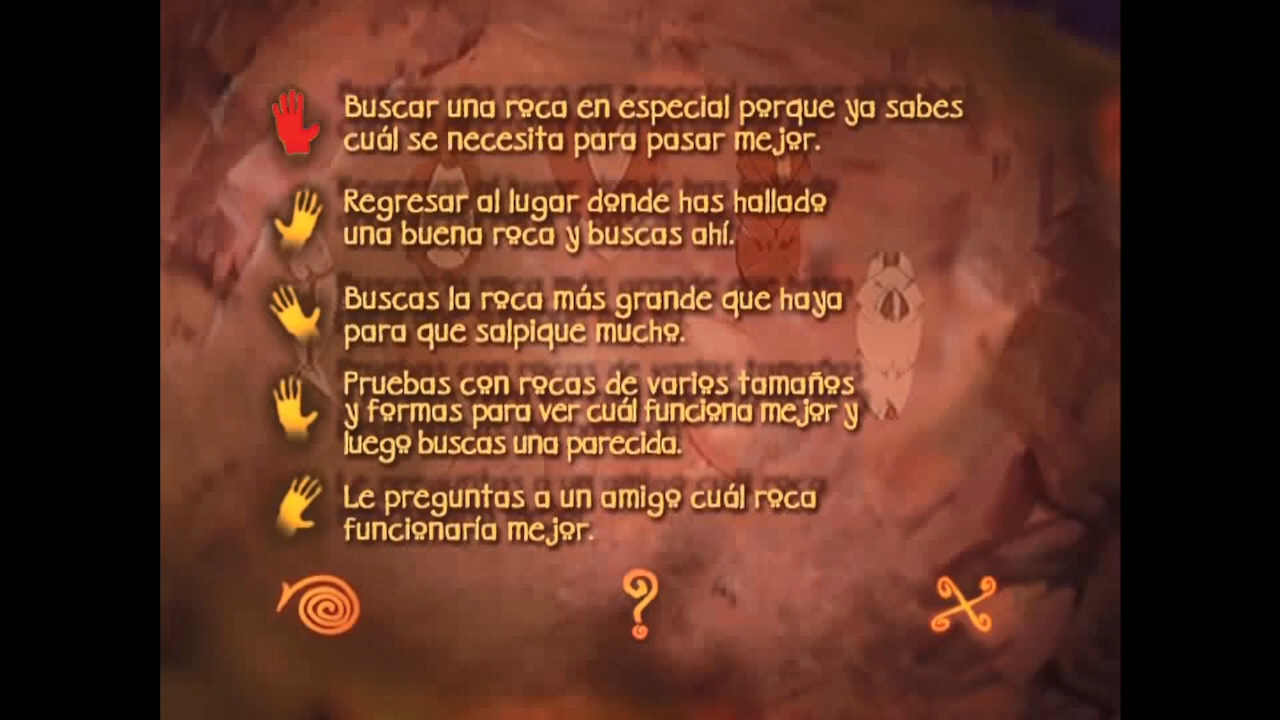 Buscar una roca en especial porque ya sabes
cuál se necesita para pasar mejor.
Regresar al lugar donde has hallado
una buena roca y buscas ahí.
Buscas la roca más grande que haya
para que salpique mucho.
Pruebas con rocas de varios tamaños
y formas para ver cuál funciona mejor y
luego buscas una parecida.
Le preguntas a un amigo cuál roca
funcionaría mejor.
?